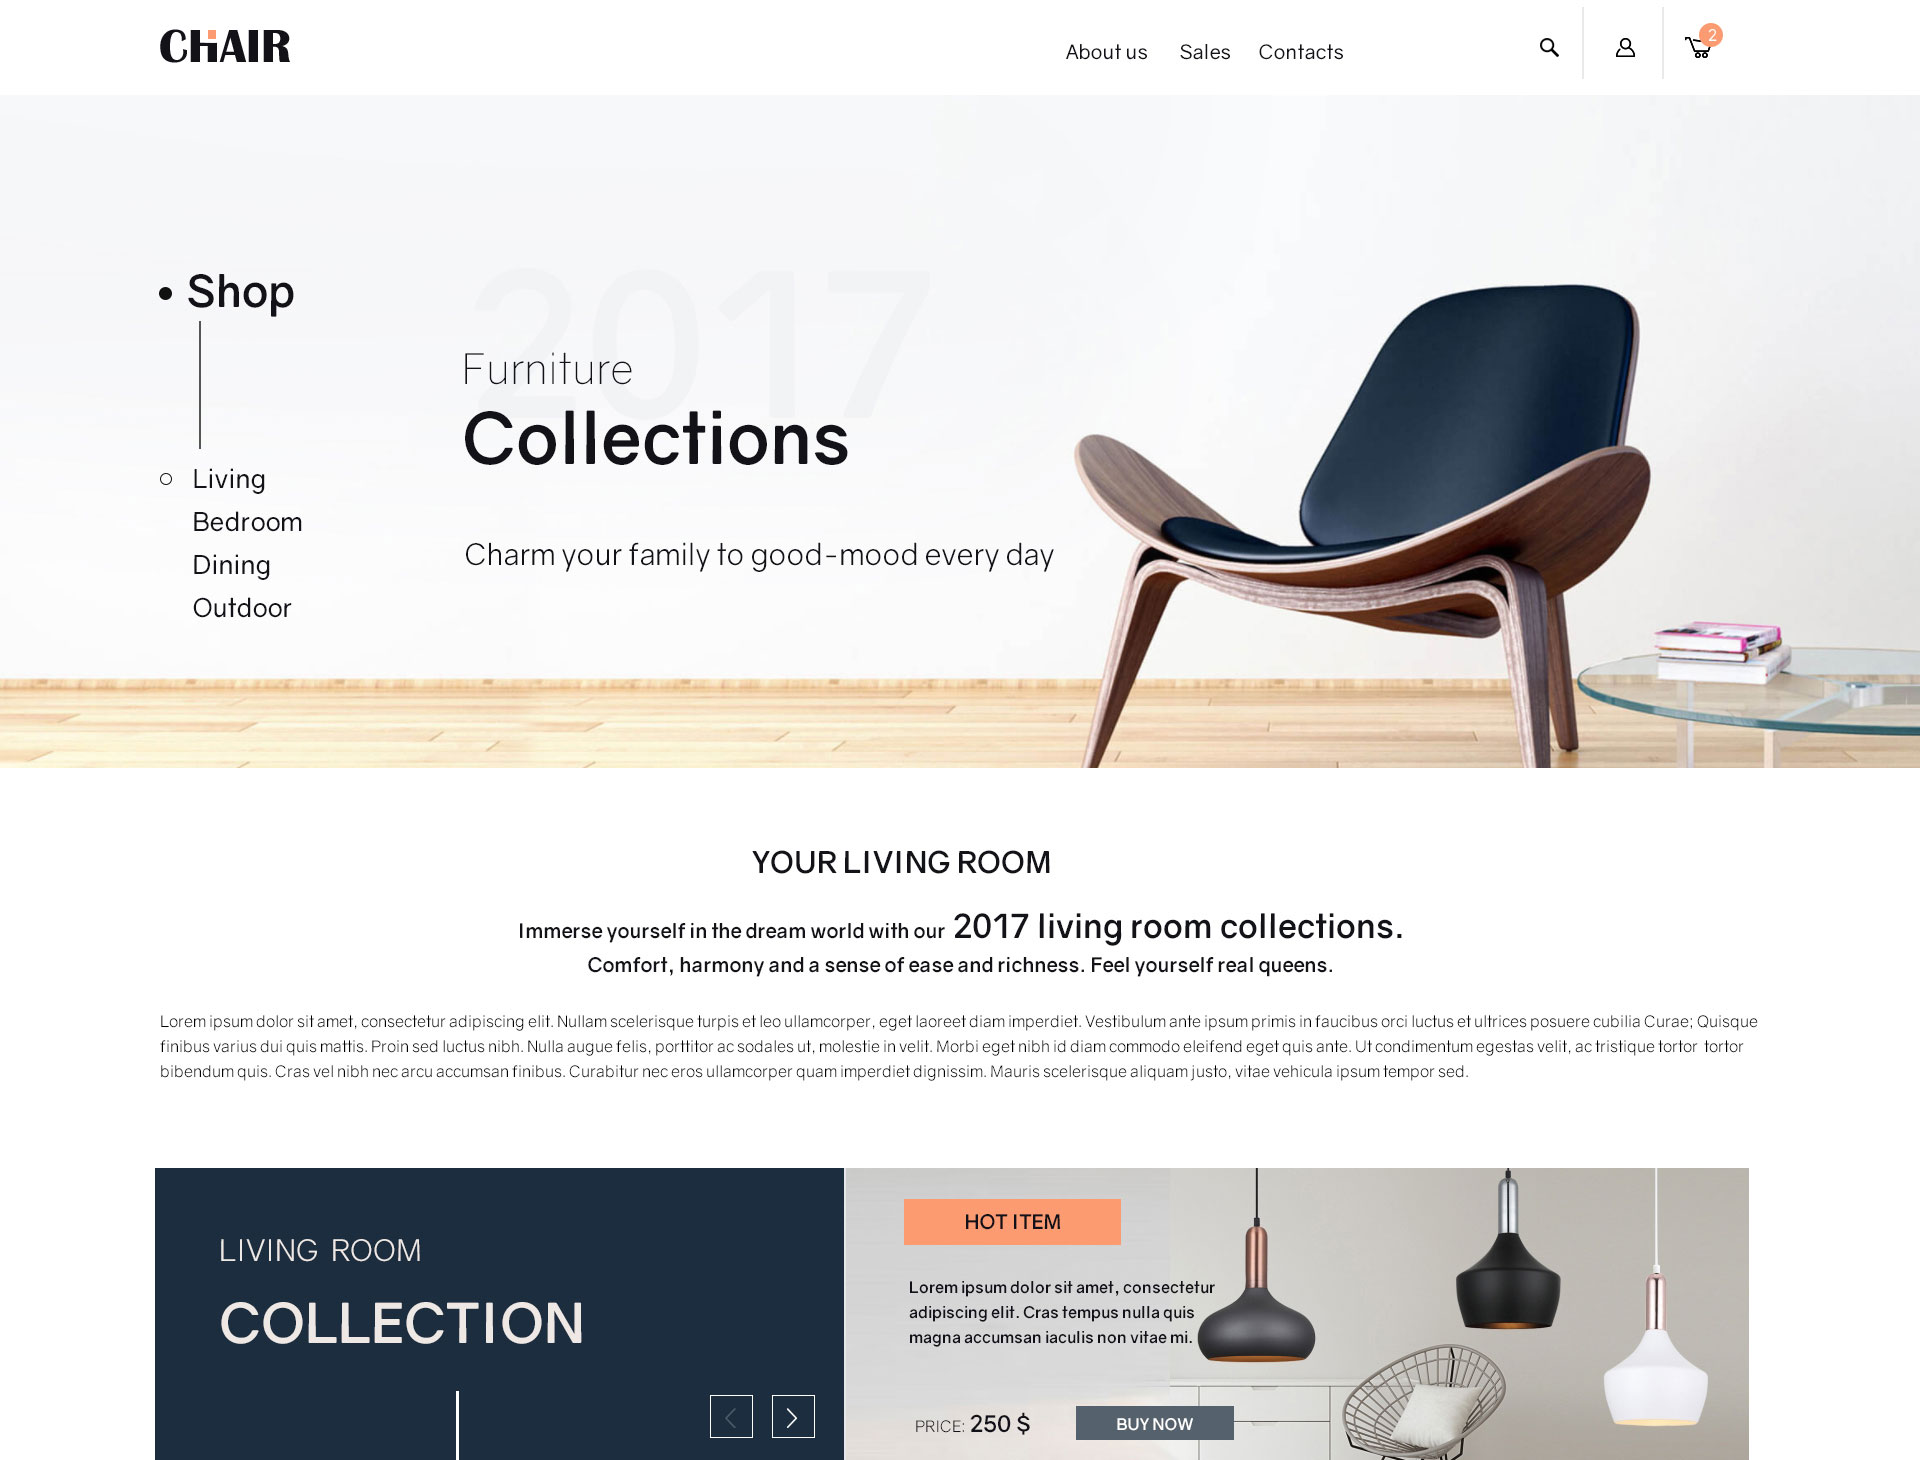 CHAIR
About us Sales Contacts
2
Shop
2017
Furniture
Collections
Living
Bedroom
Dining
Outdoor
Charm your family to good-mood every day
YOUR LIVING ROOM
Immerse yourself in the dream world with our 2017 living room collections.
Comfort, harmony and a sense of ease and richness. Feel yourself real queens.
Lorem ipsum dolor sit amet, consectetur adipiscing elit. Nullam scelerisque turpis et leo ullamcorper, eget laoreet diam imperdiet. Vestibulum ante ipsum primis in faucibus orci luctus et ultrices posuere cubilia Curae; Quisque
finibus varius dui quis mattis. Proin sed luctus nibh. Nulla augue felis, porttitor ac sodales ut, molestie in velit. Morbi eget nibh id diam commodo eleifend eget quis ante. Ut condimentum egestas velit, ac tristique tortor tortor
bibendum quis. Cras vel nibh nec arcu accumsan finibus. Curabitur nec eros ullamcorper quam imperdiet dignissim. Mauris scelerisque aliquam justo, vitae vehicula ipsum tempor sed.
LIVING ROOM
COLLECTION
HOT ITEM
Lorem ipsum dolor sit amet, consectetur
adipiscing elit. Cras tempus nulla quis
magna accumsan iaculis non vitae mi.
PRICE: 250 $
BUY NOW